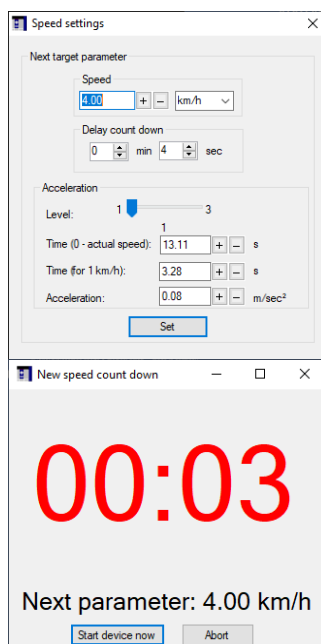 Speed settings
Next target parameter
Speed
4.00 + − km/h
Delay count down
0 min 4 sec
Acceleration
Level: 1 3
1
Time (0 - actual speed): 13.11 + − s
Time (for 1 km/h): 3.28 + − s
Acceleration: 0.08 + − m/sec²
Set
New speed count down
00:03
Next parameter: 4.00 km/h
Start device now Abort